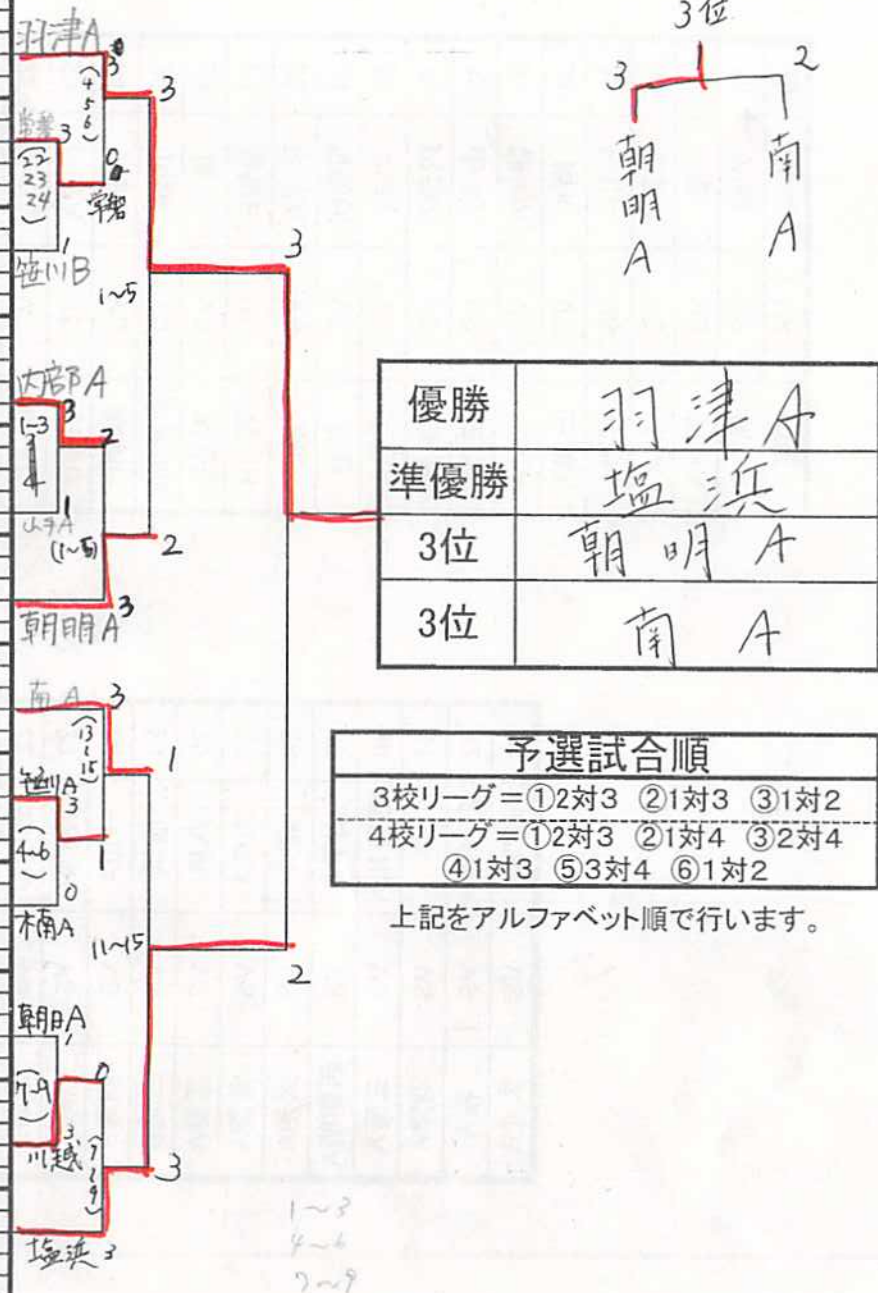 羽津A
3
(4
5
6)
3
常磐 3
(22
23
24)
0
常磐
1
笹川B
1~5
3
内部A
3
1-3
2
1
山手A
(1~5)
2
3
朝明A
南A 3
(13
~
15)
1
笹川A
3
(4~6)
1
0
楠A
11~15
2
朝日A
1
(7~9)
0
3
川越
(7
~
9)
3
塩浜 3
1~3
4~6
7~9
3位
3 1 2
朝明A
南A
優勝 羽津A
準優勝 塩浜
3位 朝明A
3位 南A
予選試合順
3校リーグ=①2対3 ②1対3 ③1対2
4校リーグ=①2対3 ②1対4 ③2対4
④1対3 ⑤3対4 ⑥1対2
上記をアルファベット順で行います。